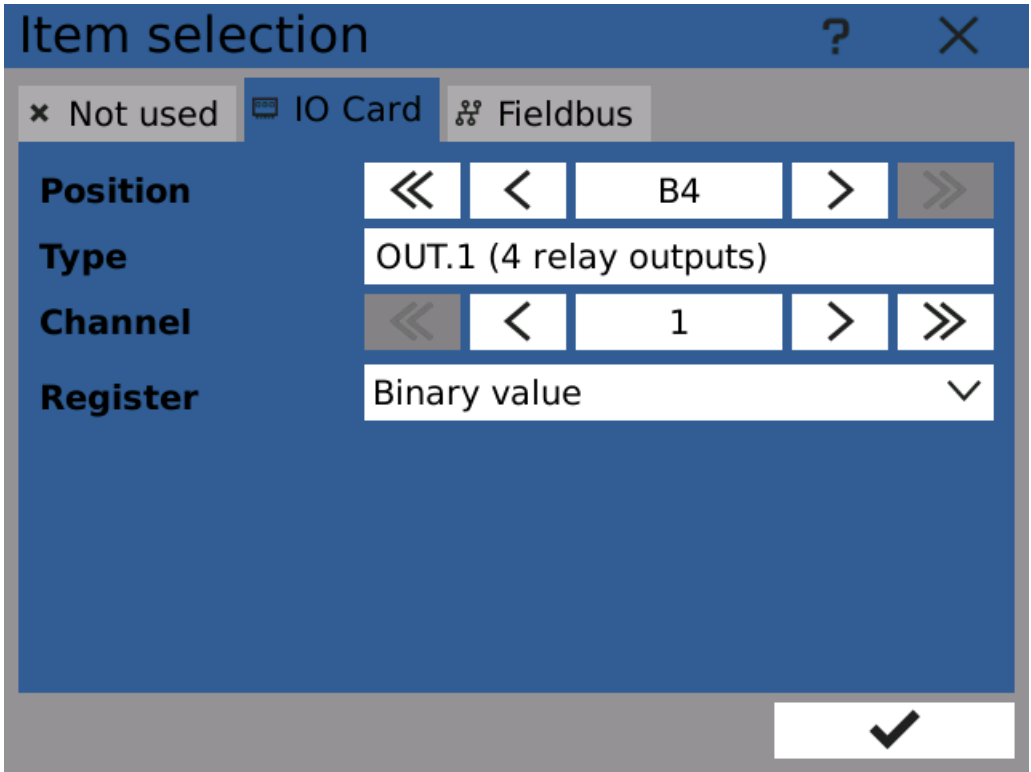 Item selection ?
Not used IO Card Fieldbus
Position B4
Type OUT.1 (4 relay outputs)
Channel 1
Register Binary value